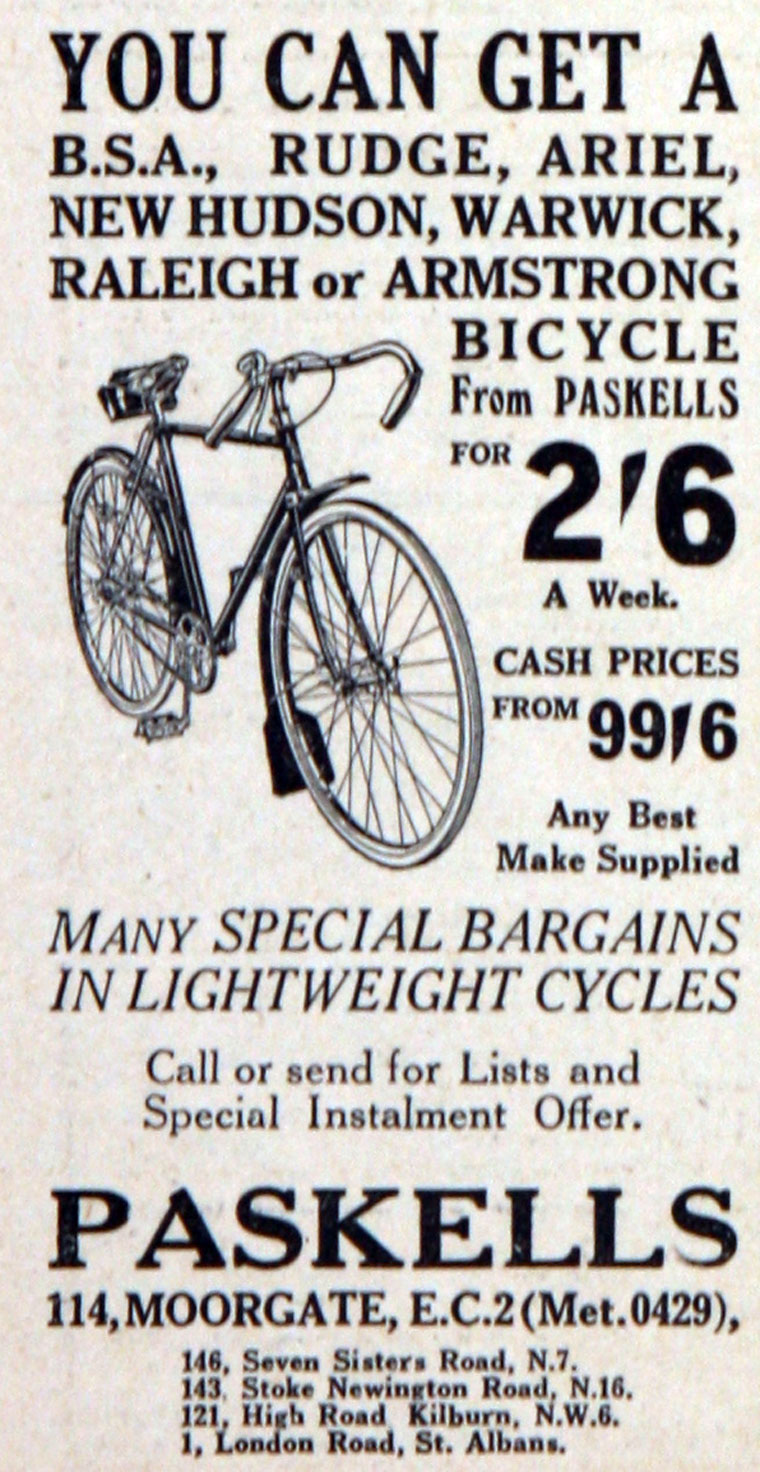 YOU CAN GET A
B.S.A., RUDGE, ARIEL,
NEW HUDSON, WARWICK,
RALEIGH or ARMSTRONG
BICYCLE
From PASKELLS
FOR 2/6
A Week.
CASH PRICES
FROM 99/6
Any Best
Make Supplied
MANY SPECIAL BARGAINS
IN LIGHTWEIGHT CYCLES
Call or send for Lists and
Special Instalment Offer.
PASKELLS
114, MOORGATE, E.C.2 (Met. 0429),
146, Seven Sisters Road, N.7.
143, Stoke Newington Road, N.16.
121, High Road Kilburn, N.W.6.
1, London Road, St. Albans.